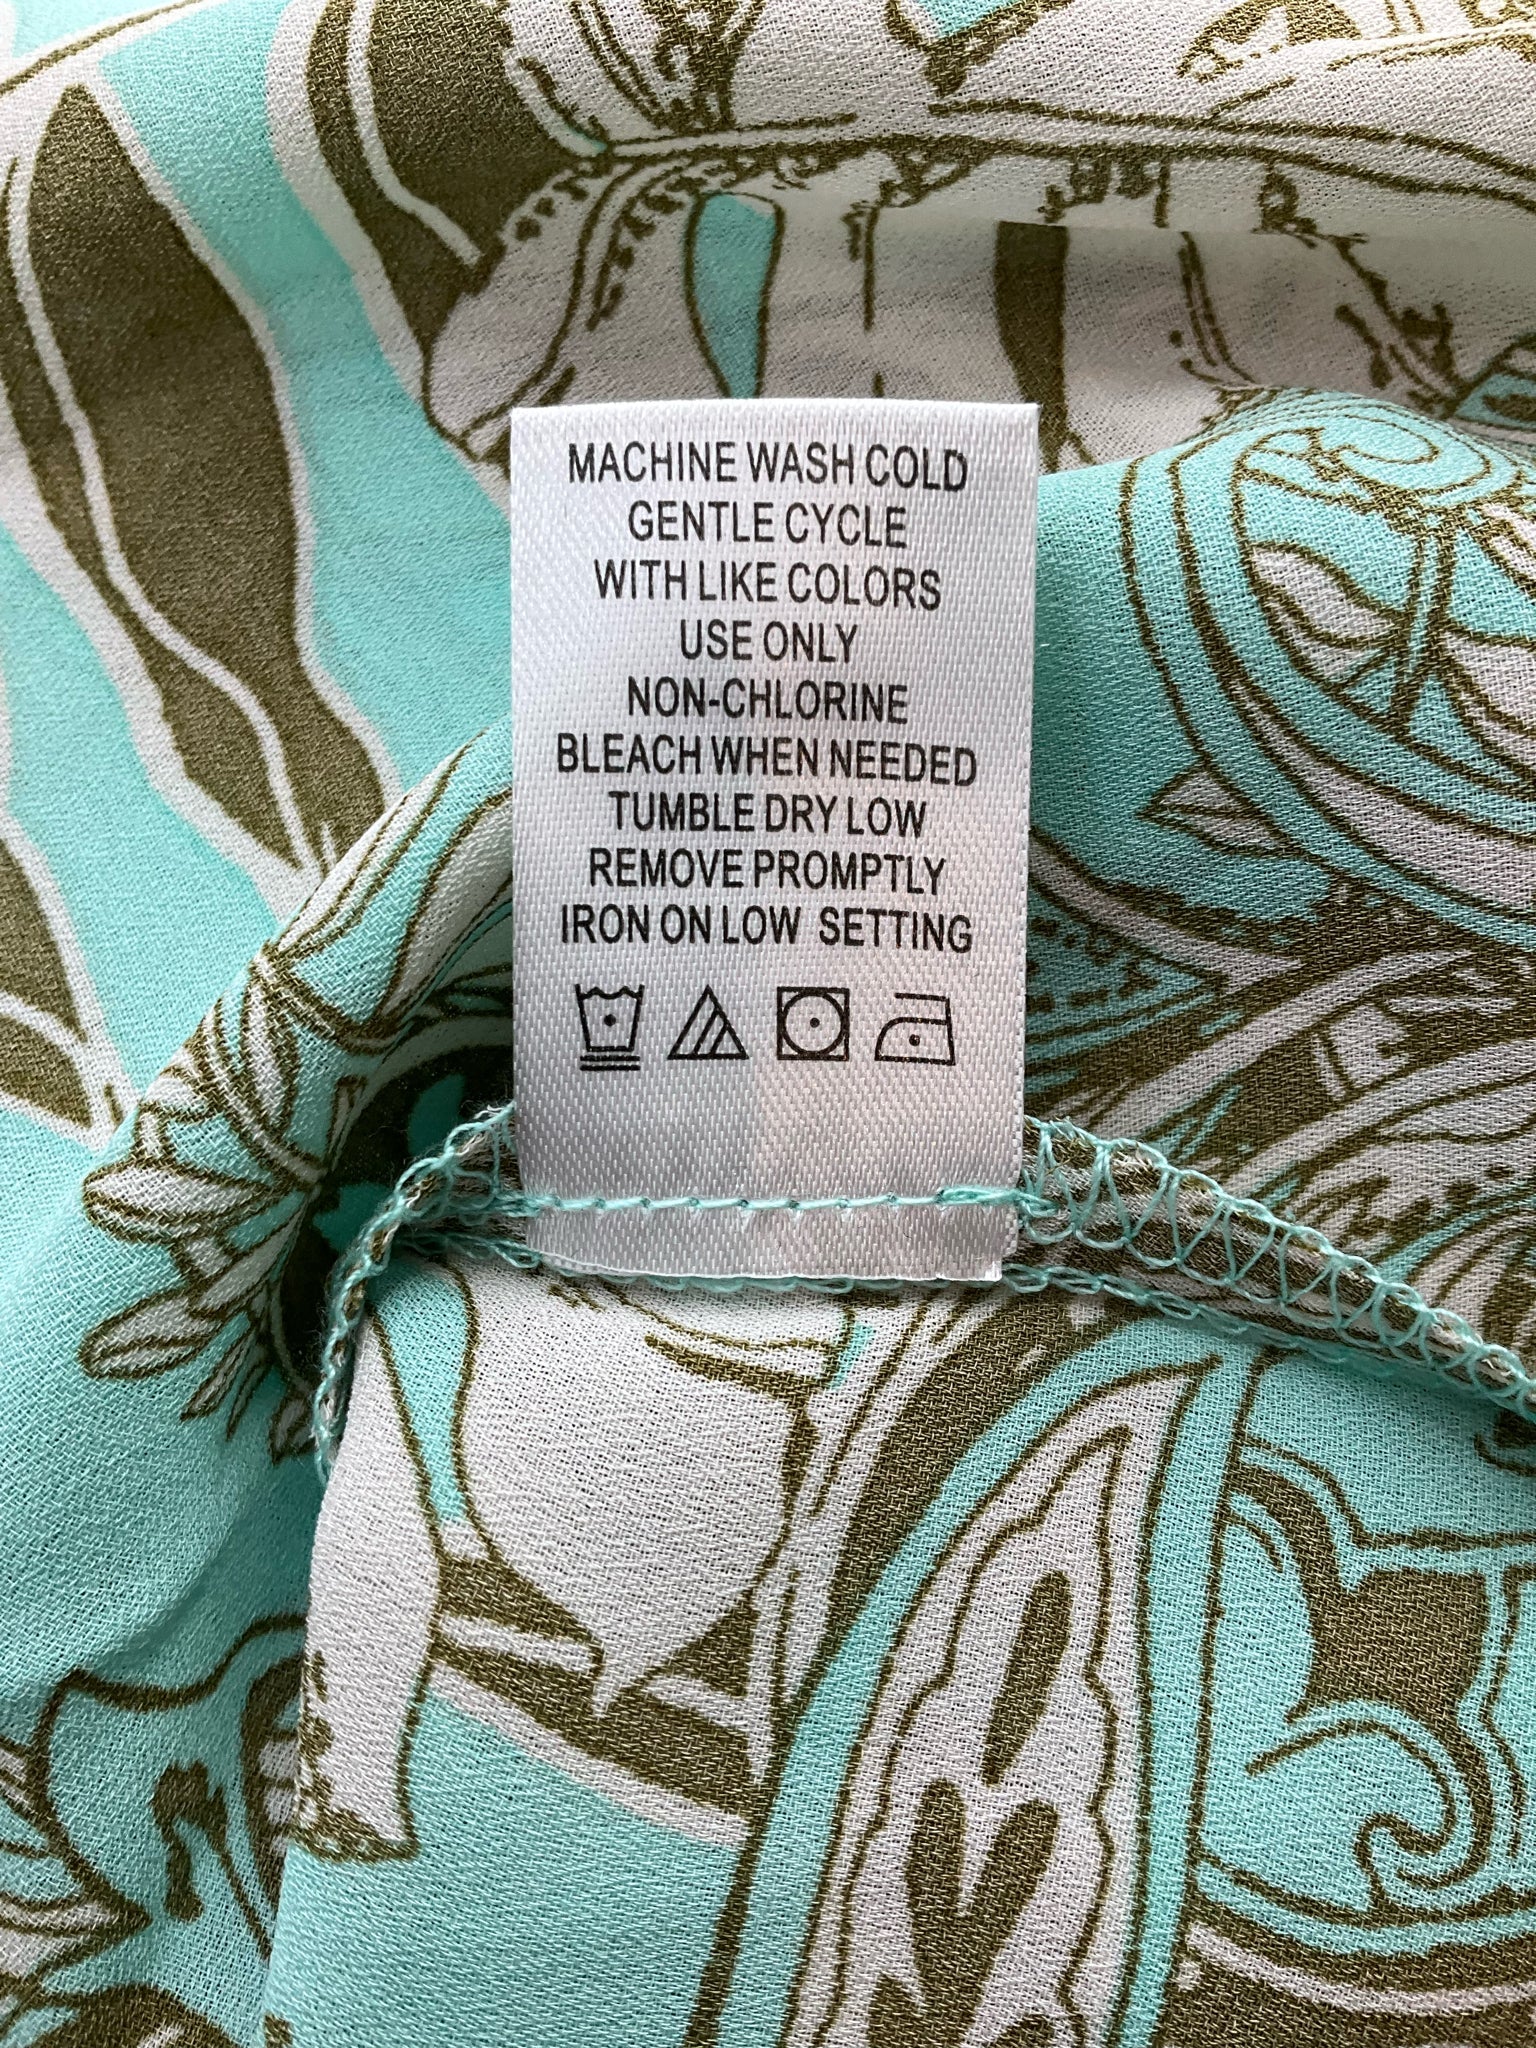 MACHINE WASH COLD
GENTLE CYCLE
WITH LIKE COLORS
USE ONLY
NON-CHLORINE
BLEACH WHEN NEEDED
TUMBLE DRY LOW
REMOVE PROMPTLY
IRON ON LOW SETTING